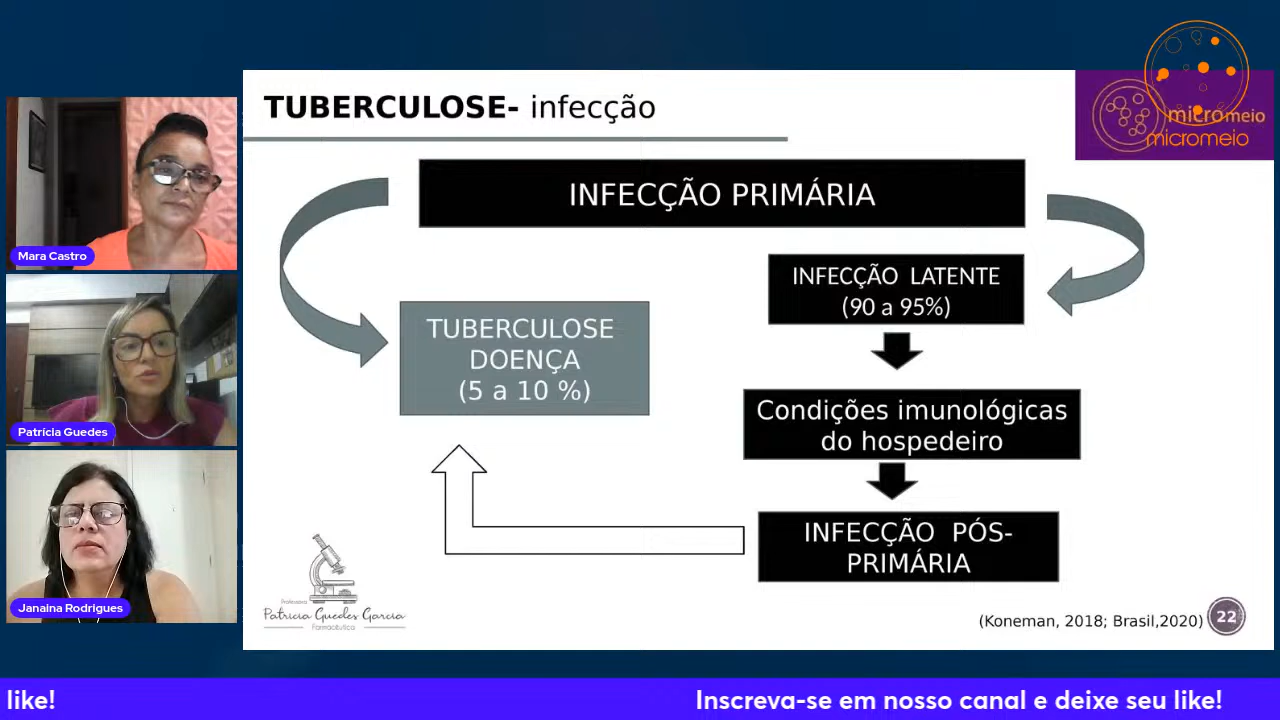 TUBERCULOSE- infecção
micromeio
micromeio
INFECÇÃO PRIMÁRIA
INFECÇÃO LATENTE
(90 a 95%)
TUBERCULOSE
DOENÇA
(5 a 10 %)
Condições imunológicas
do hospedeiro
INFECÇÃO PÓS-
PRIMÁRIA
Professora
Patricia Guedes Garcia
Farmacêutica
(Koneman, 2018; Brasil,2020)
22
Mara Castro
Patrícia Guedes
Janaina Rodrigues
like!
Inscreva-se em nosso canal e deixe seu like!